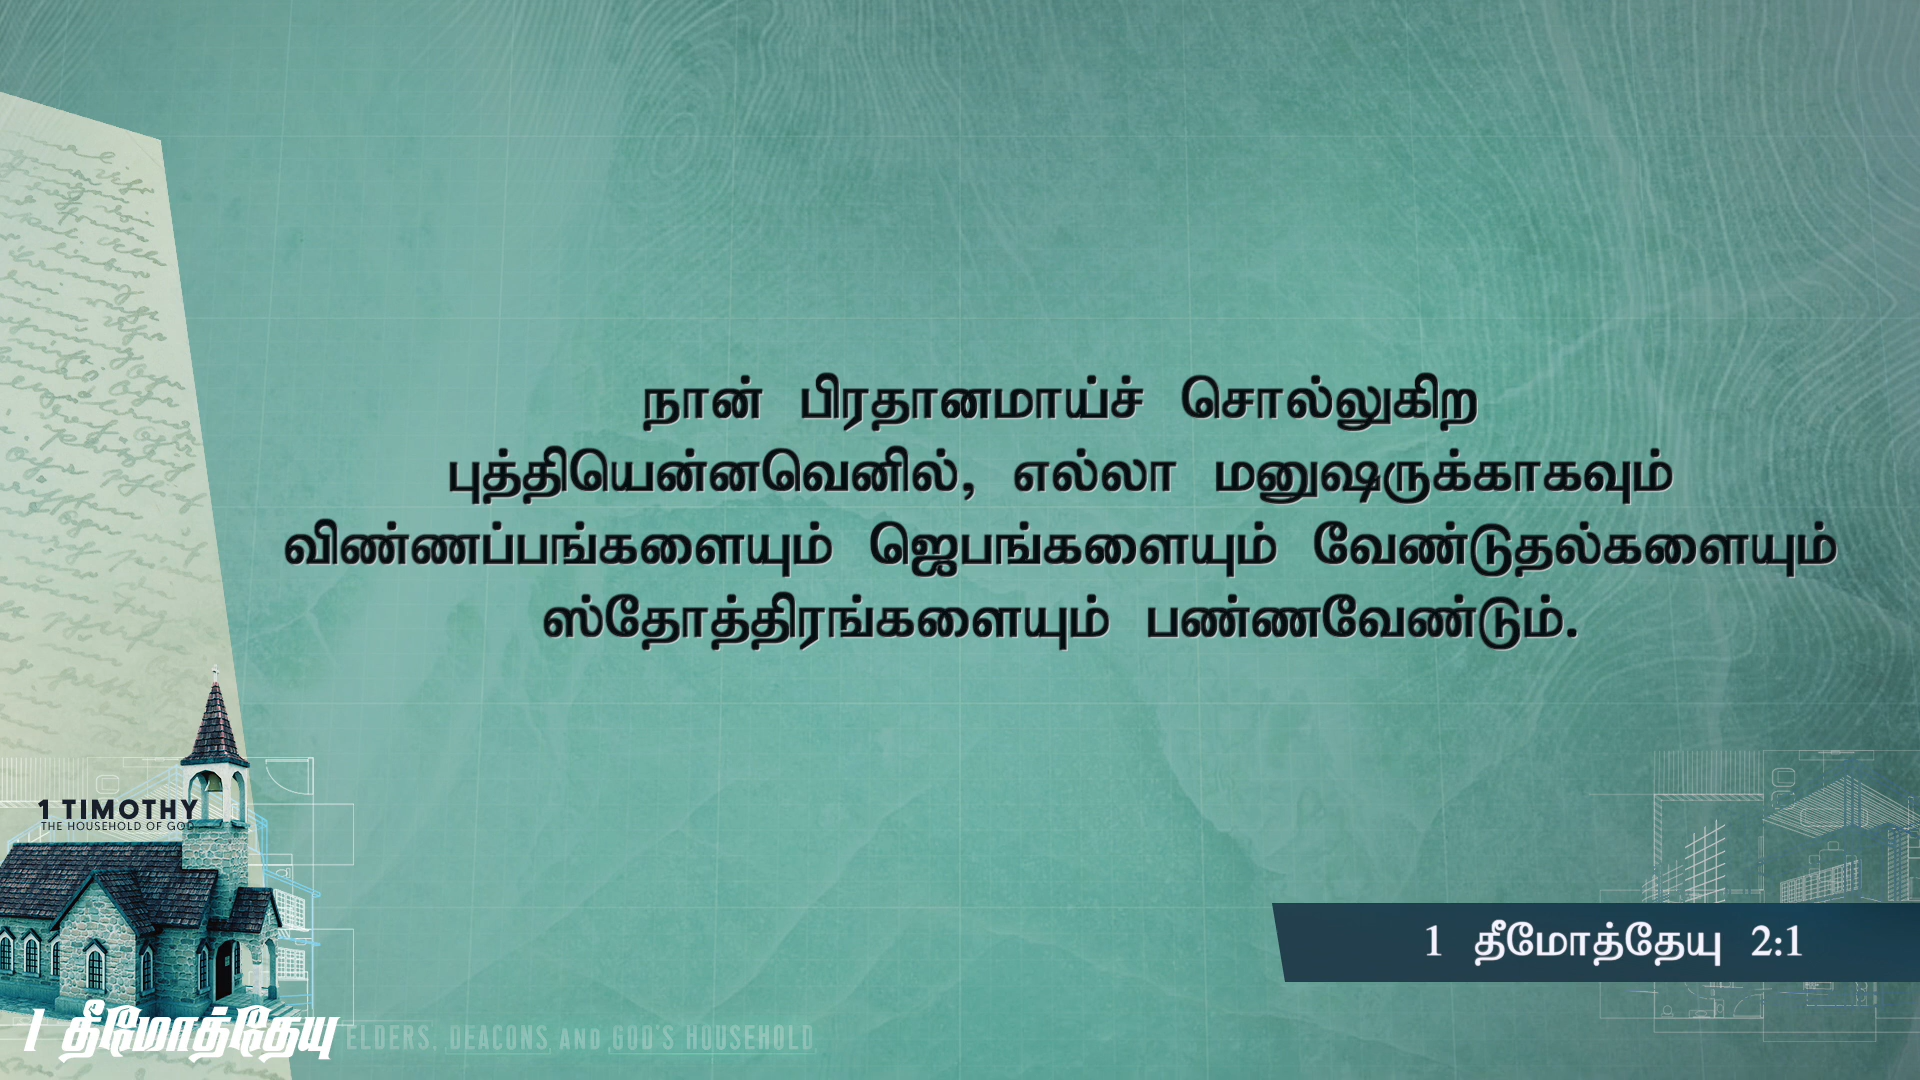 நான் பிரதானமாய்ச் சொல்லுகிற
புத்தியென்னவெனில், எல்லா மனுஷருக்காகவும்
விண்ணப்பங்களையும் ஜெபங்களையும் வேண்டுதல்களையும்
ஸ்தோத்திரங்களையும் பண்ணவேண்டும்.
1 TIMOTHY
THE HOUSEHOLD OF GOD
1 தீமோத்தேயு 2:1
1 தீமோத்தேயு
ELDERS, DEACONS AND GOD'S HOUSEHOLD